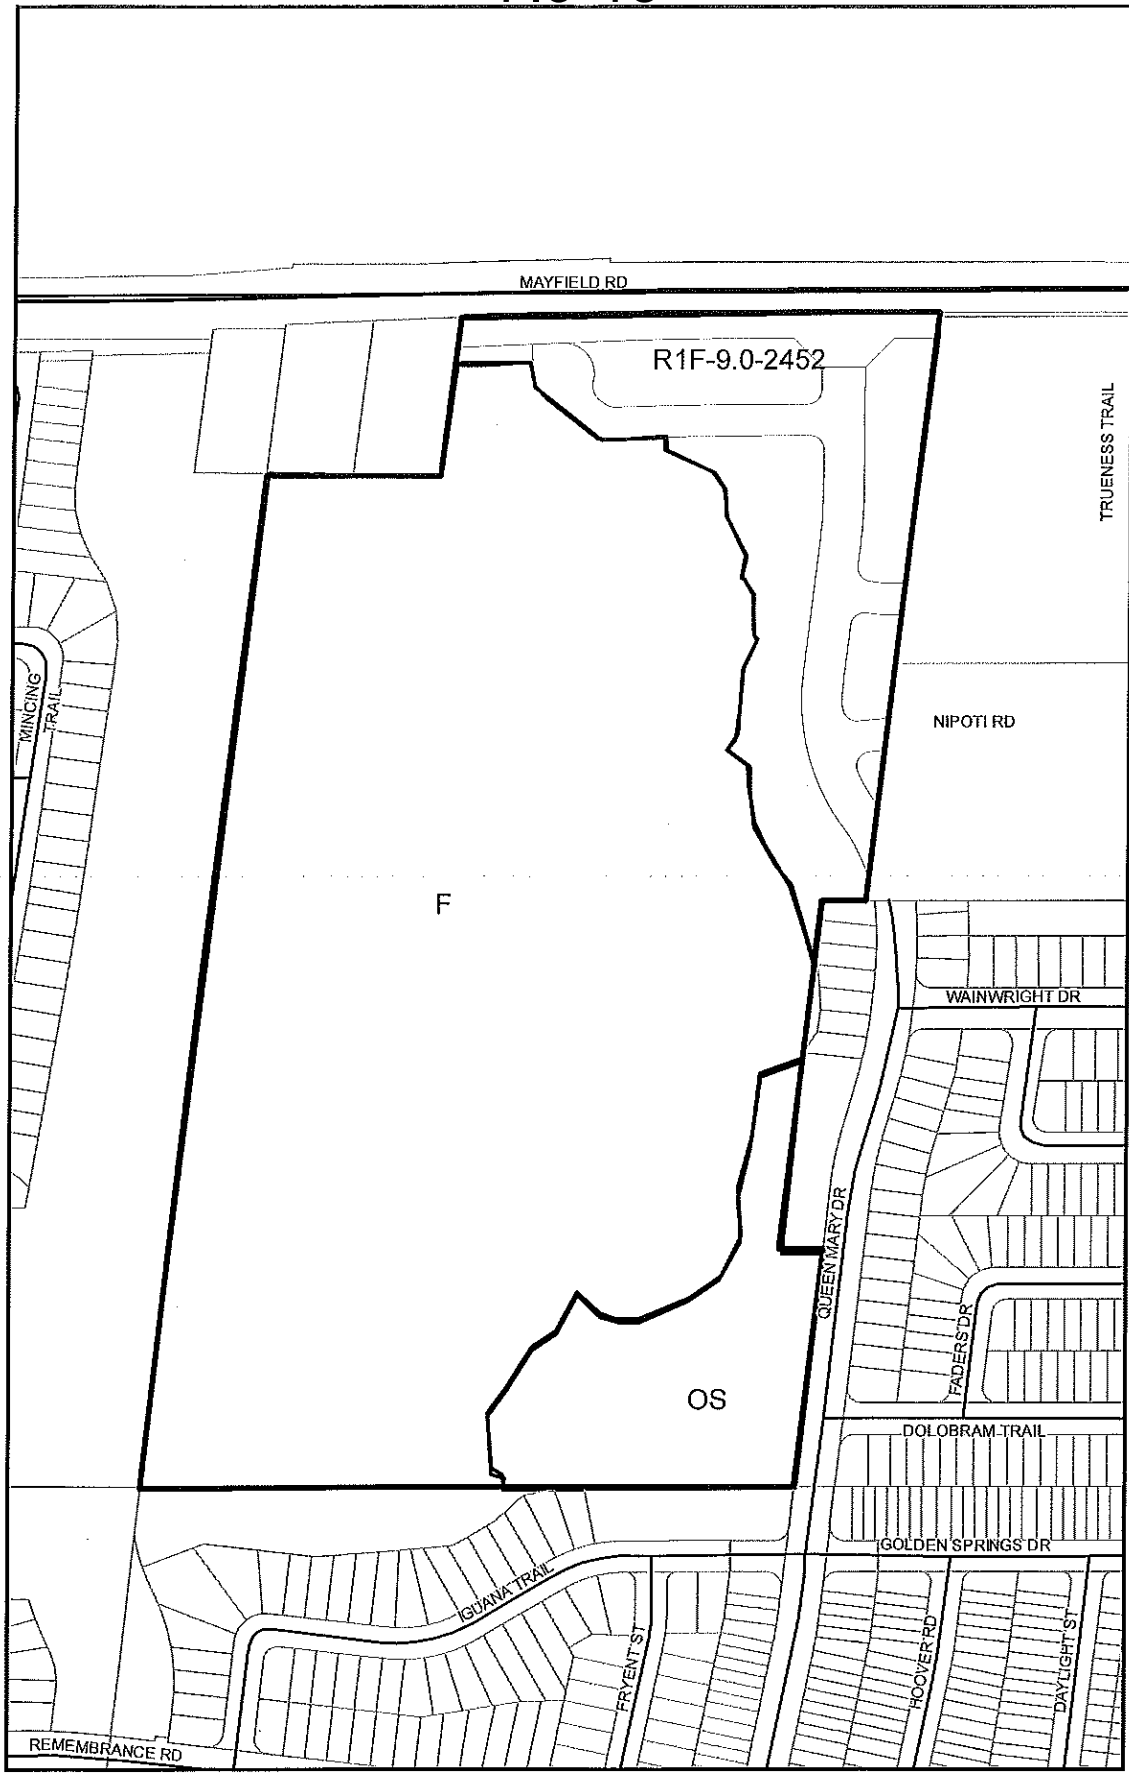 MAYFIELD RD
R1F-9.0-2452
TRUENESS TRAIL
MINCING
TRAIL
NIPOTI RD
F
WAINWRIGHT DR
QUEEN MARY DR
FADERS DR
OS
DOLOBRAM TRAIL
GOLDEN SPRINGS DR
IGUANA TRAIL
FRYENT ST
HOOVER RD
DAYLIGHT ST
REMEMBRANCE RD